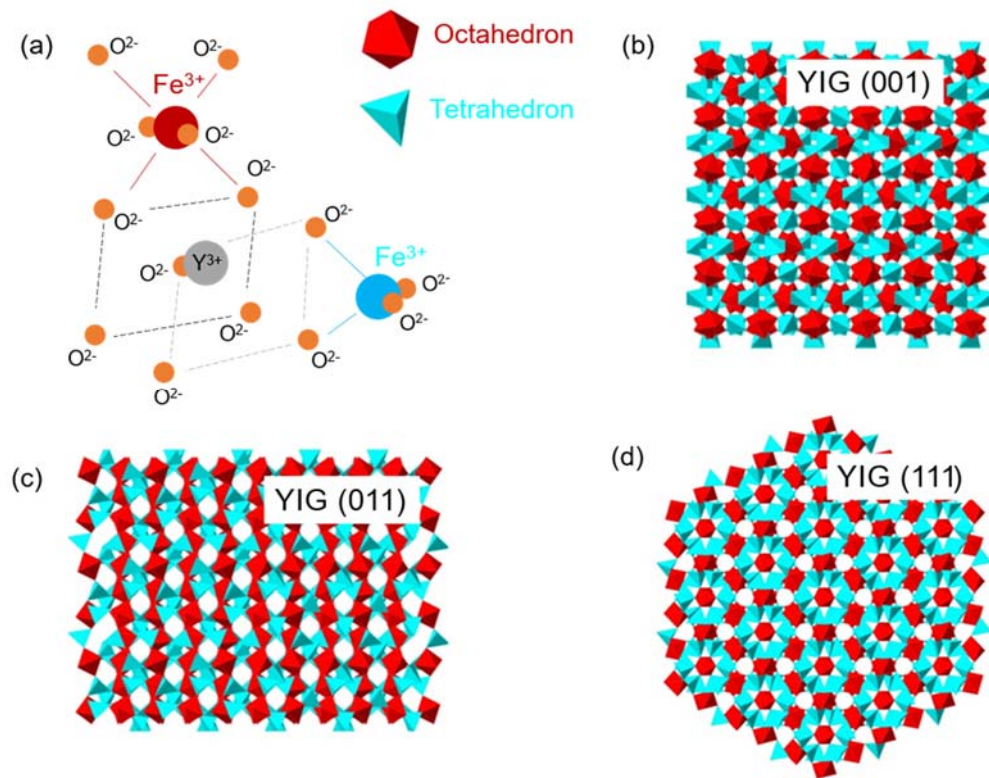 (a)
O²⁻
O²⁻
Fe³⁺
O²⁻
O²⁻
O²⁻
O²⁻
O²⁻
Y³⁺
O²⁻
Fe³⁺
O²⁻
O²⁻
O²⁻
O²⁻
O²⁻
Octahedron
Tetrahedron
(b)
YIG (001)
(c)
YIG (011)
(d)
YIG (111)